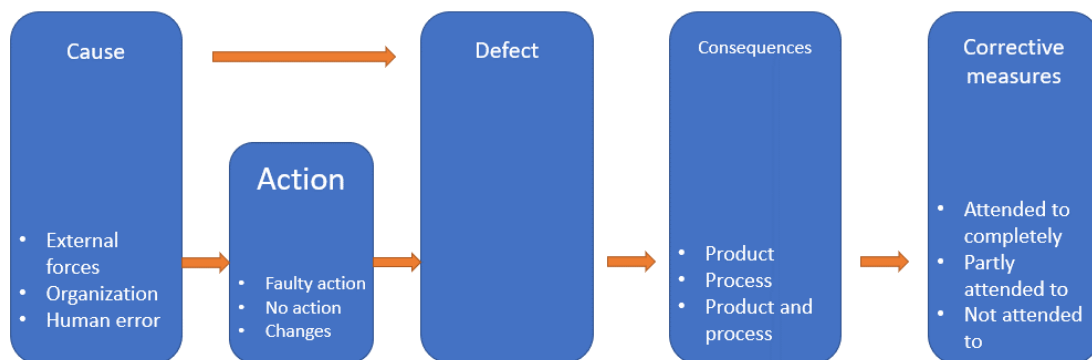 Cause
• External
forces
• Organization
• Human error
Action
• Faulty action
• No action
• Changes
Defect
Consequences
• Product
• Process
• Product and
process
Corrective
measures
• Attended to
completely
• Partly
attended to
• Not attended
to